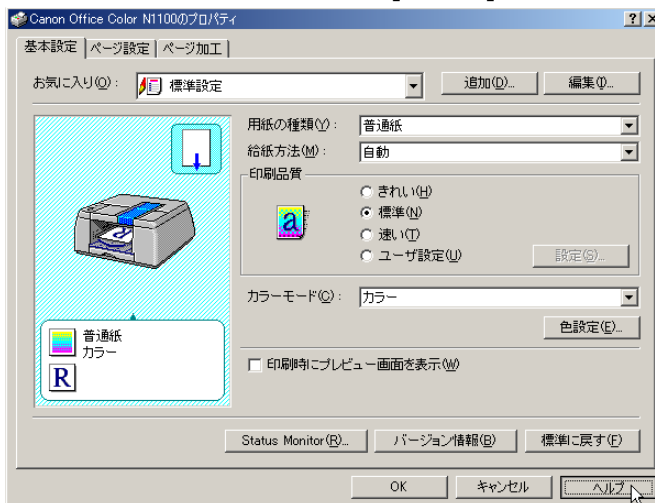 Canon Office Color N1100のプロパティ
基本設定 ページ設定 ページ加工
お気に入り(O): 標準設定 追加(D)... 編集(I)...
用紙の種類(Y): 普通紙
給紙方法(M): 自動
印刷品質
きれい(H)
a 標準(N)
速い(T)
ユーザ設定(U) 設定(S)...
カラーモード(C): カラー
色設定(E)...
普通紙
カラー
R
印刷時にプレビュー画面を表示(W)
Status Monitor(R)... バージョン情報(B) 標準に戻す(F)
OK キャンセル ヘルプ